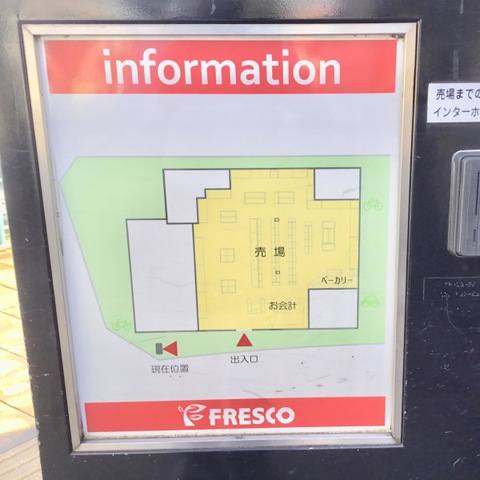 information
売場までの
インターホ
売場
ベーカリー
お会計
出入口
現在位置
FRESCO